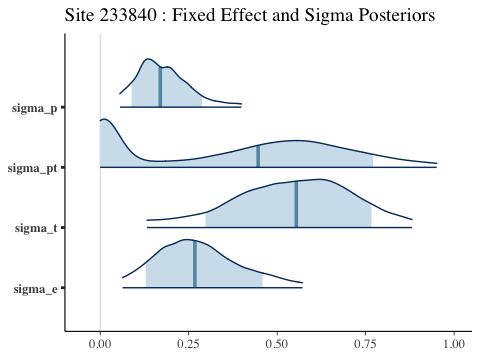 Site 233840 : Fixed Effect and Sigma Posteriors
sigma_p
sigma_pt
sigma_t
sigma_e
0.00 0.25 0.50 0.75 1.00